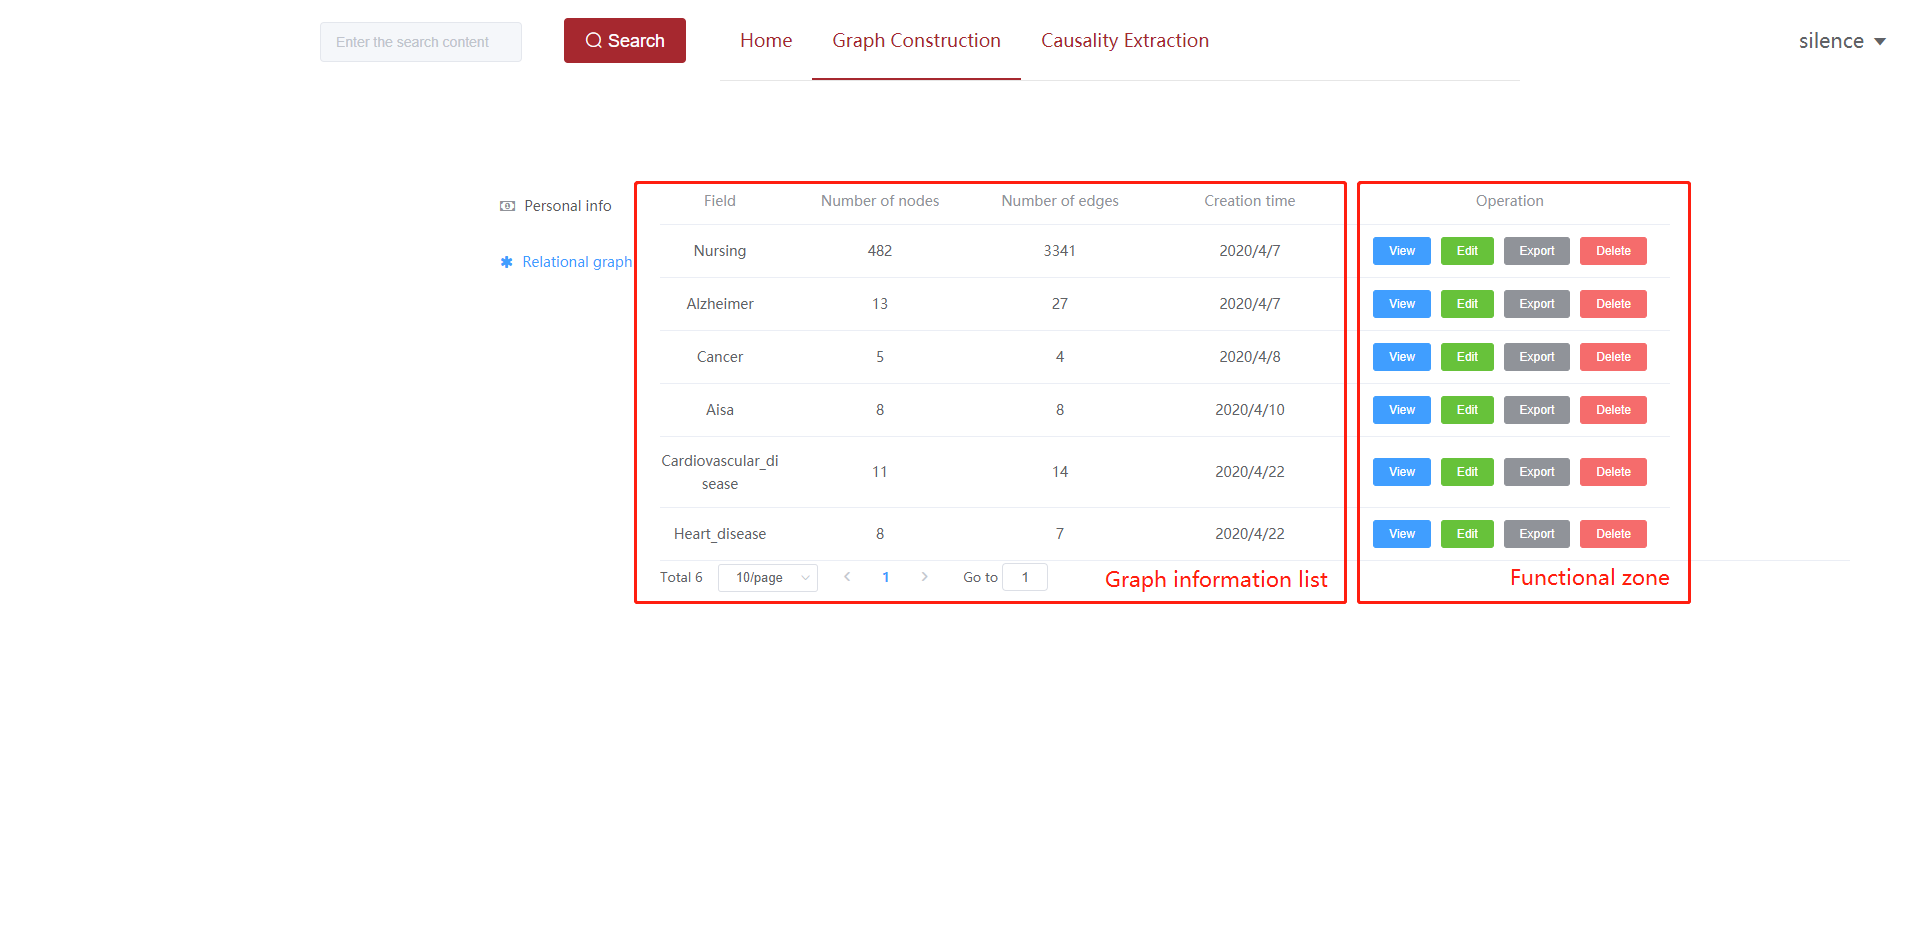 Enter the search content
Search
Home
Graph Construction
Causality Extraction
silence
Personal info
Relational graph
Field Number of nodes Number of edges Creation time Operation
Nursing 482 3341 2020/4/7 View Edit Export Delete
Alzheimer 13 27 2020/4/7 View Edit Export Delete
Cancer 5 4 2020/4/8 View Edit Export Delete
Aisa 8 8 2020/4/10 View Edit Export Delete
Cardiovascular_di
sease 11 14 2020/4/22 View Edit Export Delete
Heart_disease 8 7 2020/4/22 View Edit Export Delete
Total 6 10/page 1 Go to 1
Graph information list
Functional zone